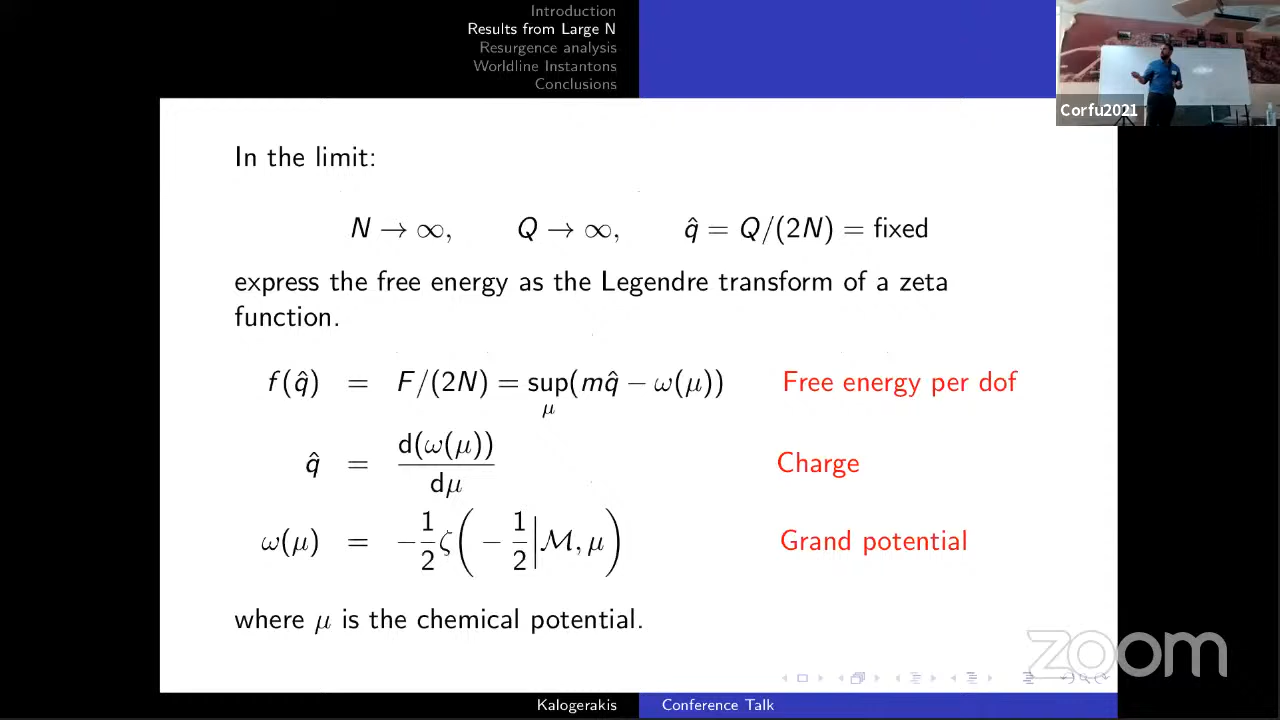 Introduction
Results from Large N
Resurgence analysis
Worldline Instantons
Conclusions
Corfu2021
In the limit:
N → ∞, Q → ∞, q̂ = Q/(2N) = fixed
express the free energy as the Legendre transform of a zeta
function.
f(q̂) = F/(2N) = sup_μ (mq̂ − ω(μ)) Free energy per dof
q̂ = d(ω(μ))/dμ Charge
ω(μ) = −1/2 ζ(−1/2 | ℳ, μ) Grand potential
where μ is the chemical potential.
zoom
Kalogerakis Conference Talk